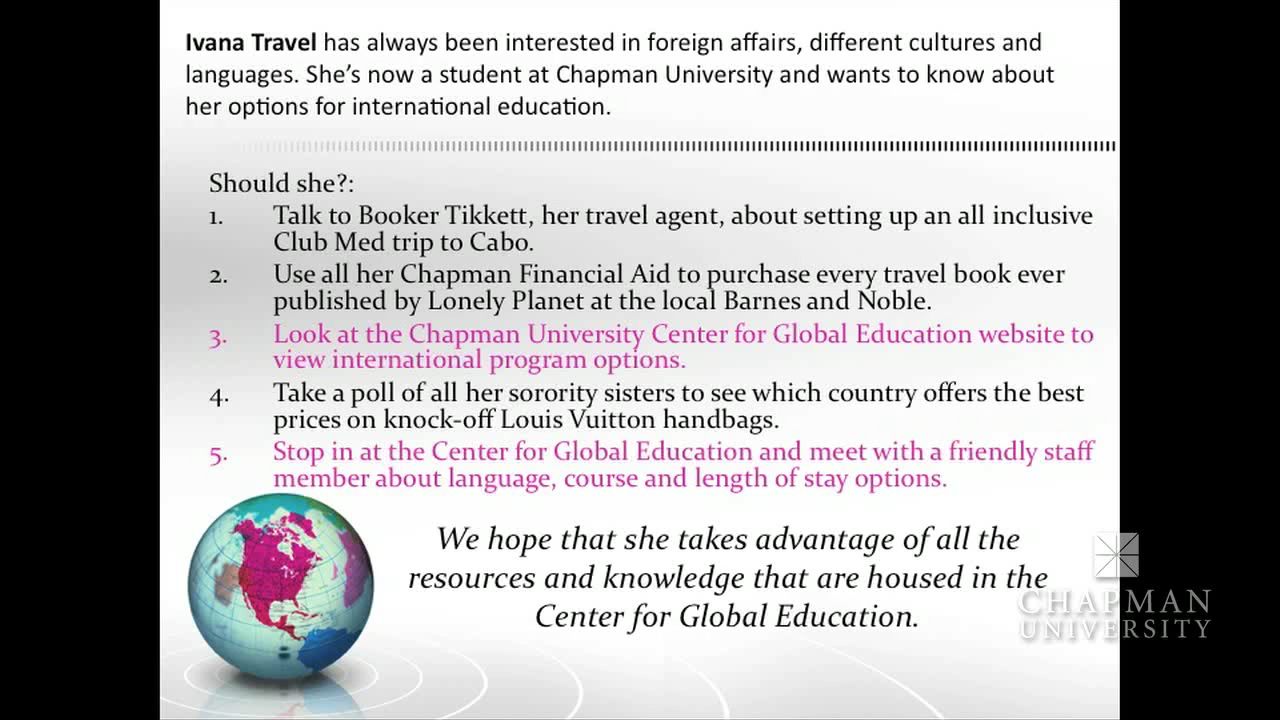 Ivana Travel has always been interested in foreign affairs, different cultures and
languages. She's now a student at Chapman University and wants to know about
her options for international education.
Should she?:
1. Talk to Booker Tikkett, her travel agent, about setting up an all inclusive
Club Med trip to Cabo.
2. Use all her Chapman Financial Aid to purchase every travel book ever
published by Lonely Planet at the local Barnes and Noble.
3. Look at the Chapman University Center for Global Education website to
view international program options.
4. Take a poll of all her sorority sisters to see which country offers the best
prices on knock-off Louis Vuitton handbags.
5. Stop in at the Center for Global Education and meet with a friendly staff
member about language, course and length of stay options.
We hope that she takes advantage of all the
resources and knowledge that are housed in the
Center for Global Education.
CHAPMAN
UNIVERSITY